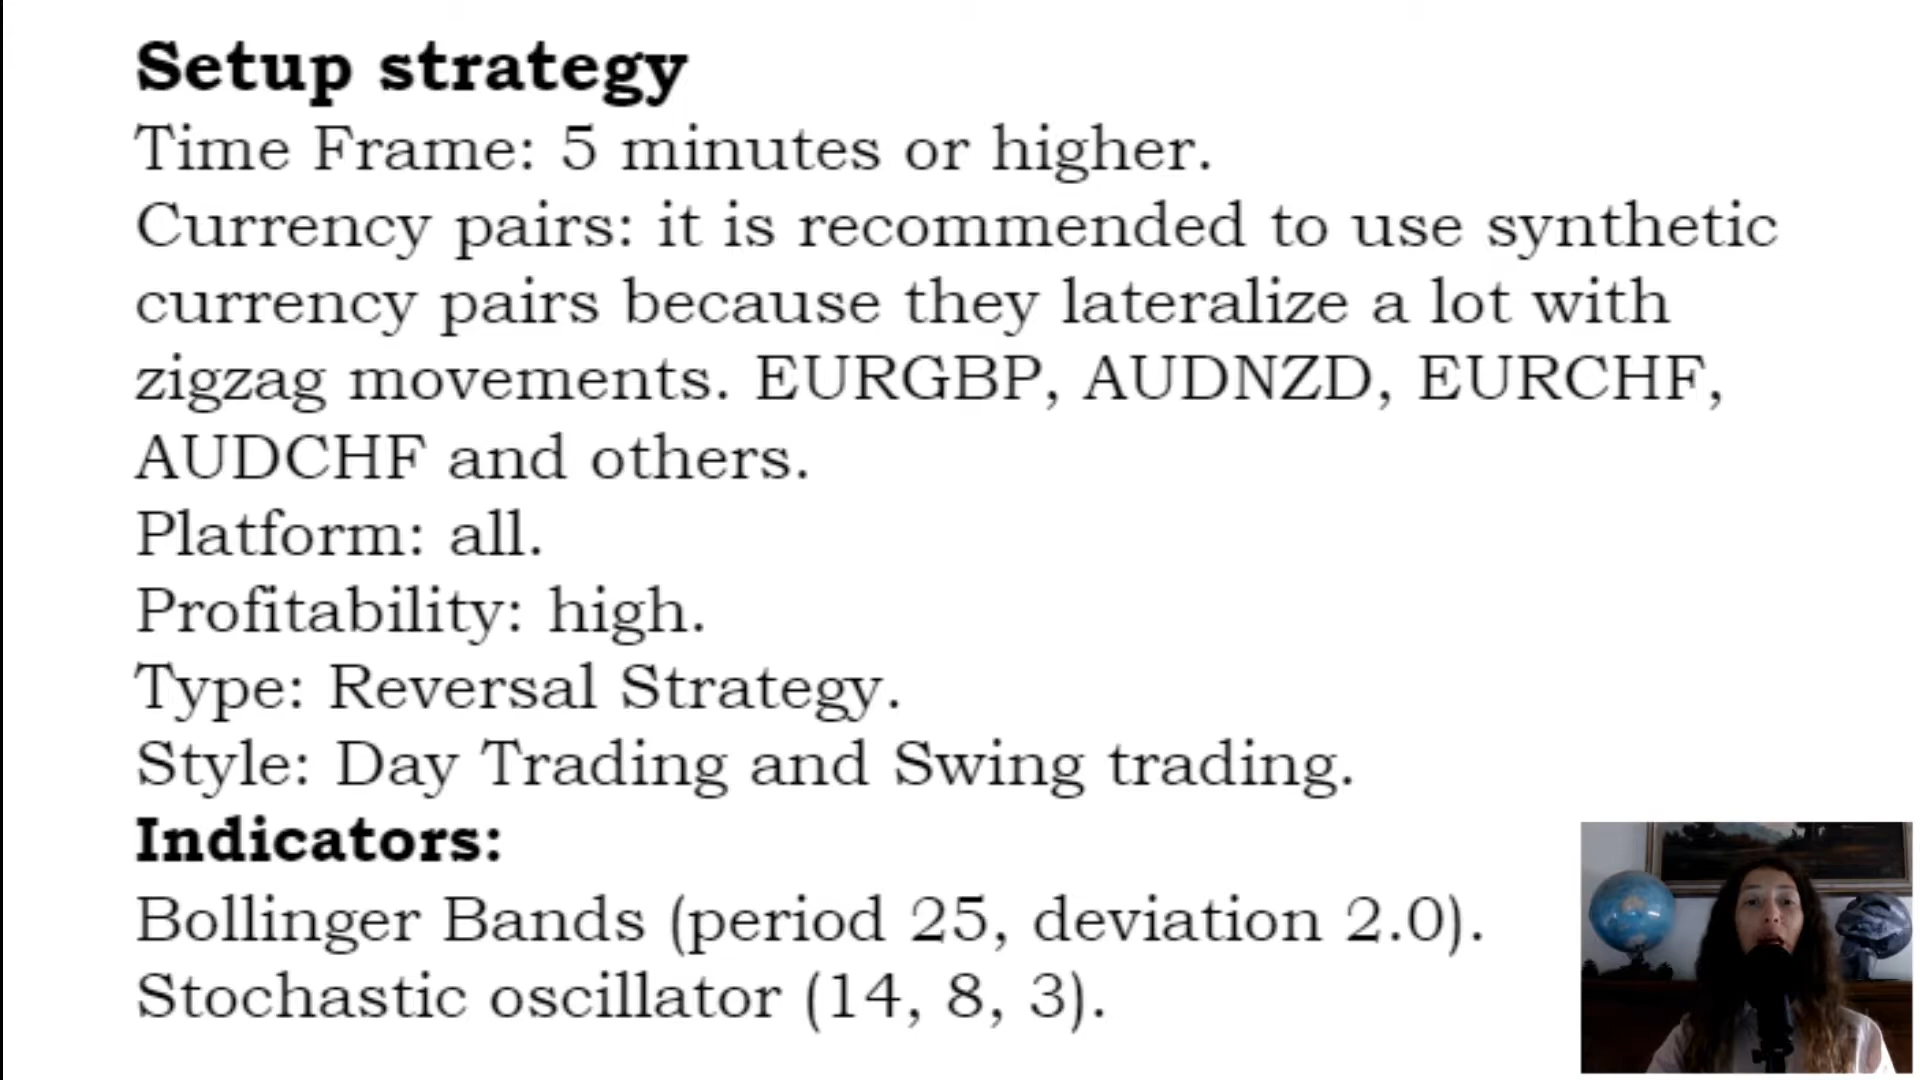 Setup strategy
Time Frame: 5 minutes or higher.
Currency pairs: it is recommended to use synthetic
currency pairs because they lateralize a lot with
zigzag movements. EURGBP, AUDNZD, EURCHF,
AUDCHF and others.
Platform: all.
Profitability: high.
Type: Reversal Strategy.
Style: Day Trading and Swing trading.
Indicators:
Bollinger Bands (period 25, deviation 2.0).
Stochastic oscillator (14, 8, 3).